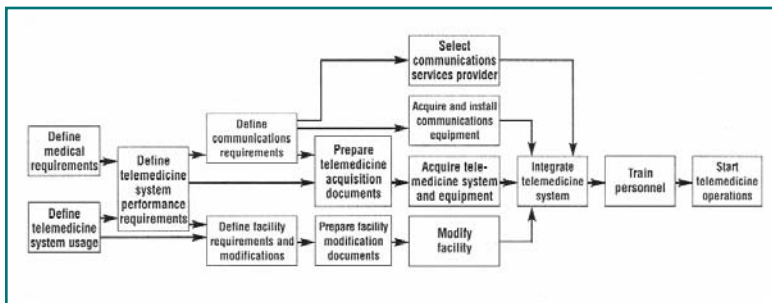 Define
medical
requirements
Define
telemedicine
system usage
Define
telemedicine
system
performance
requirements
Define
communications
requirements
Define facility
requirements and
modifications
Prepare
telemedicine
acquisition
documents
Prepare facility
modification
documents
Select
communications
services provider
Acquire and install
communications
equipment
Acquire tele-
medicine system
and equipment
Modify
facility
Integrate
telemedicine
system
Train
personnel
Start
telemedicine
operations